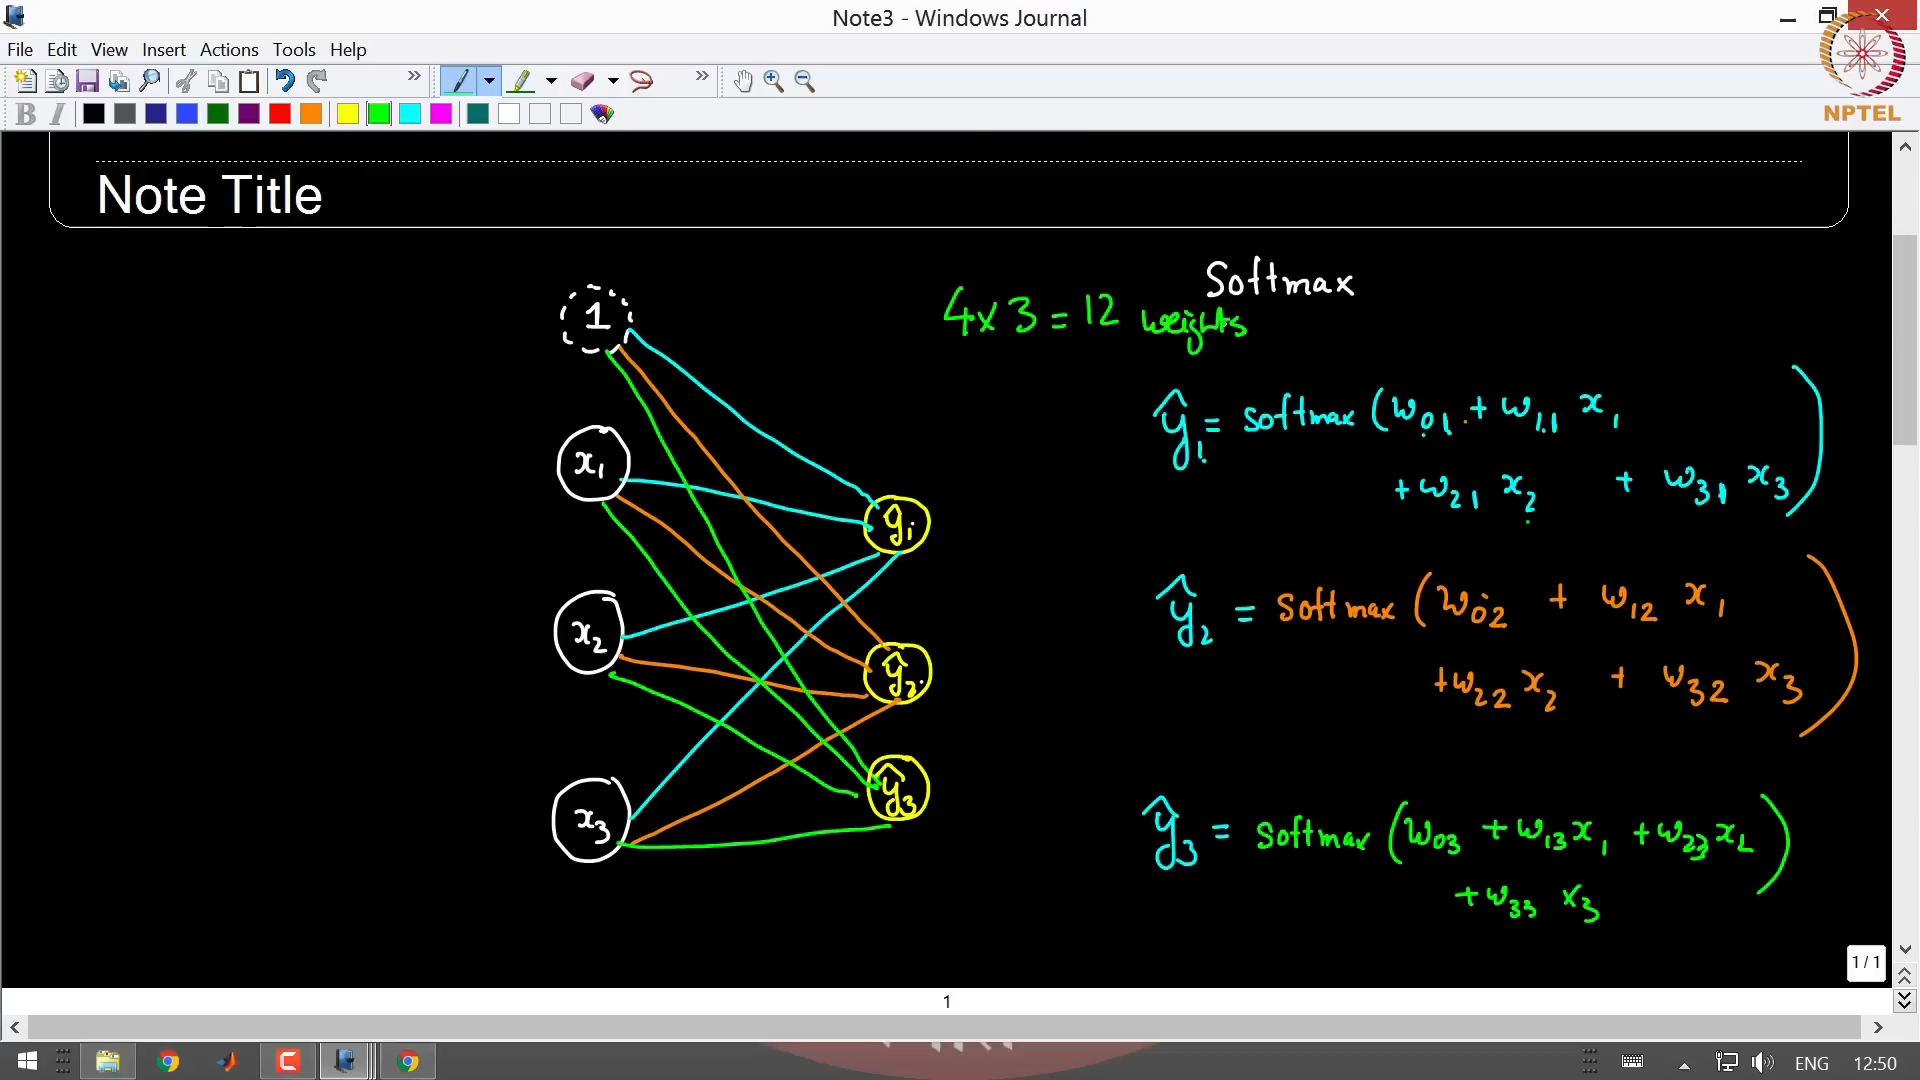 Note3 - Windows Journal
File Edit View Insert Actions Tools Help
NPTEL
B I
Note Title
Softmax
4 x 3 = 12 weights
1
x₁
x₂
x₃
ŷ₁
ŷ₂
ŷ₃
ŷ₁ = softmax (w₀₁ + w₁₁ x₁
+ w₂₁ x₂ + w₃₁ x₃)
ŷ₂ = softmax (w₀₂ + w₁₂ x₁
+ w₂₂ x₂ + w₃₂ x₃)
ŷ₃ = softmax (w₀₃ + w₁₃ x₁ + w₂₃ x₂)
+ w₃₃ x₃
1 / 1
1
ENG 12:50